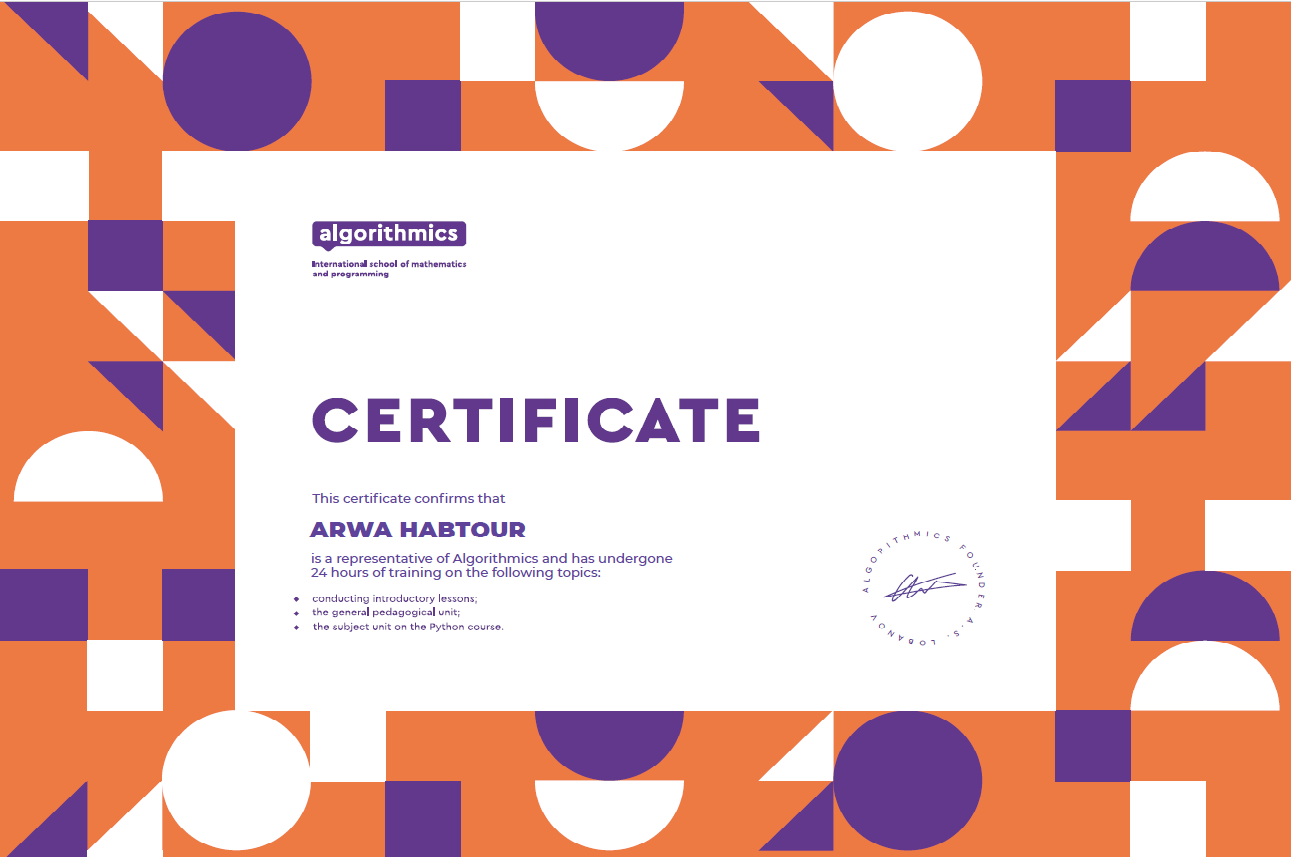 algorithmics
International school of mathematics
and programming
CERTIFICATE
This certificate confirms that
ARWA HABTOUR
is a representative of Algorithmics and has undergone
24 hours of training on the following topics:
conducting introductory lessons;
the general pedagogical unit;
the subject unit on the Python course.
ALGOPITHMICS FOUNDER A.S. LOBANOV